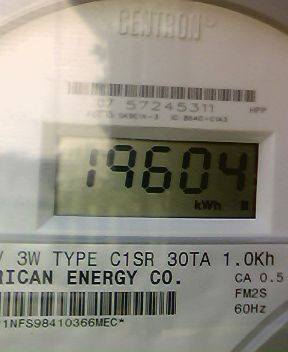 CENTRON
07 57245311
19604
kWh
V 3W TYPE C1SR 30TA 1.0Kh
RICAN ENERGY CO.
CA 0.5
FM2S
60Hz
1NFS98410366MEC*